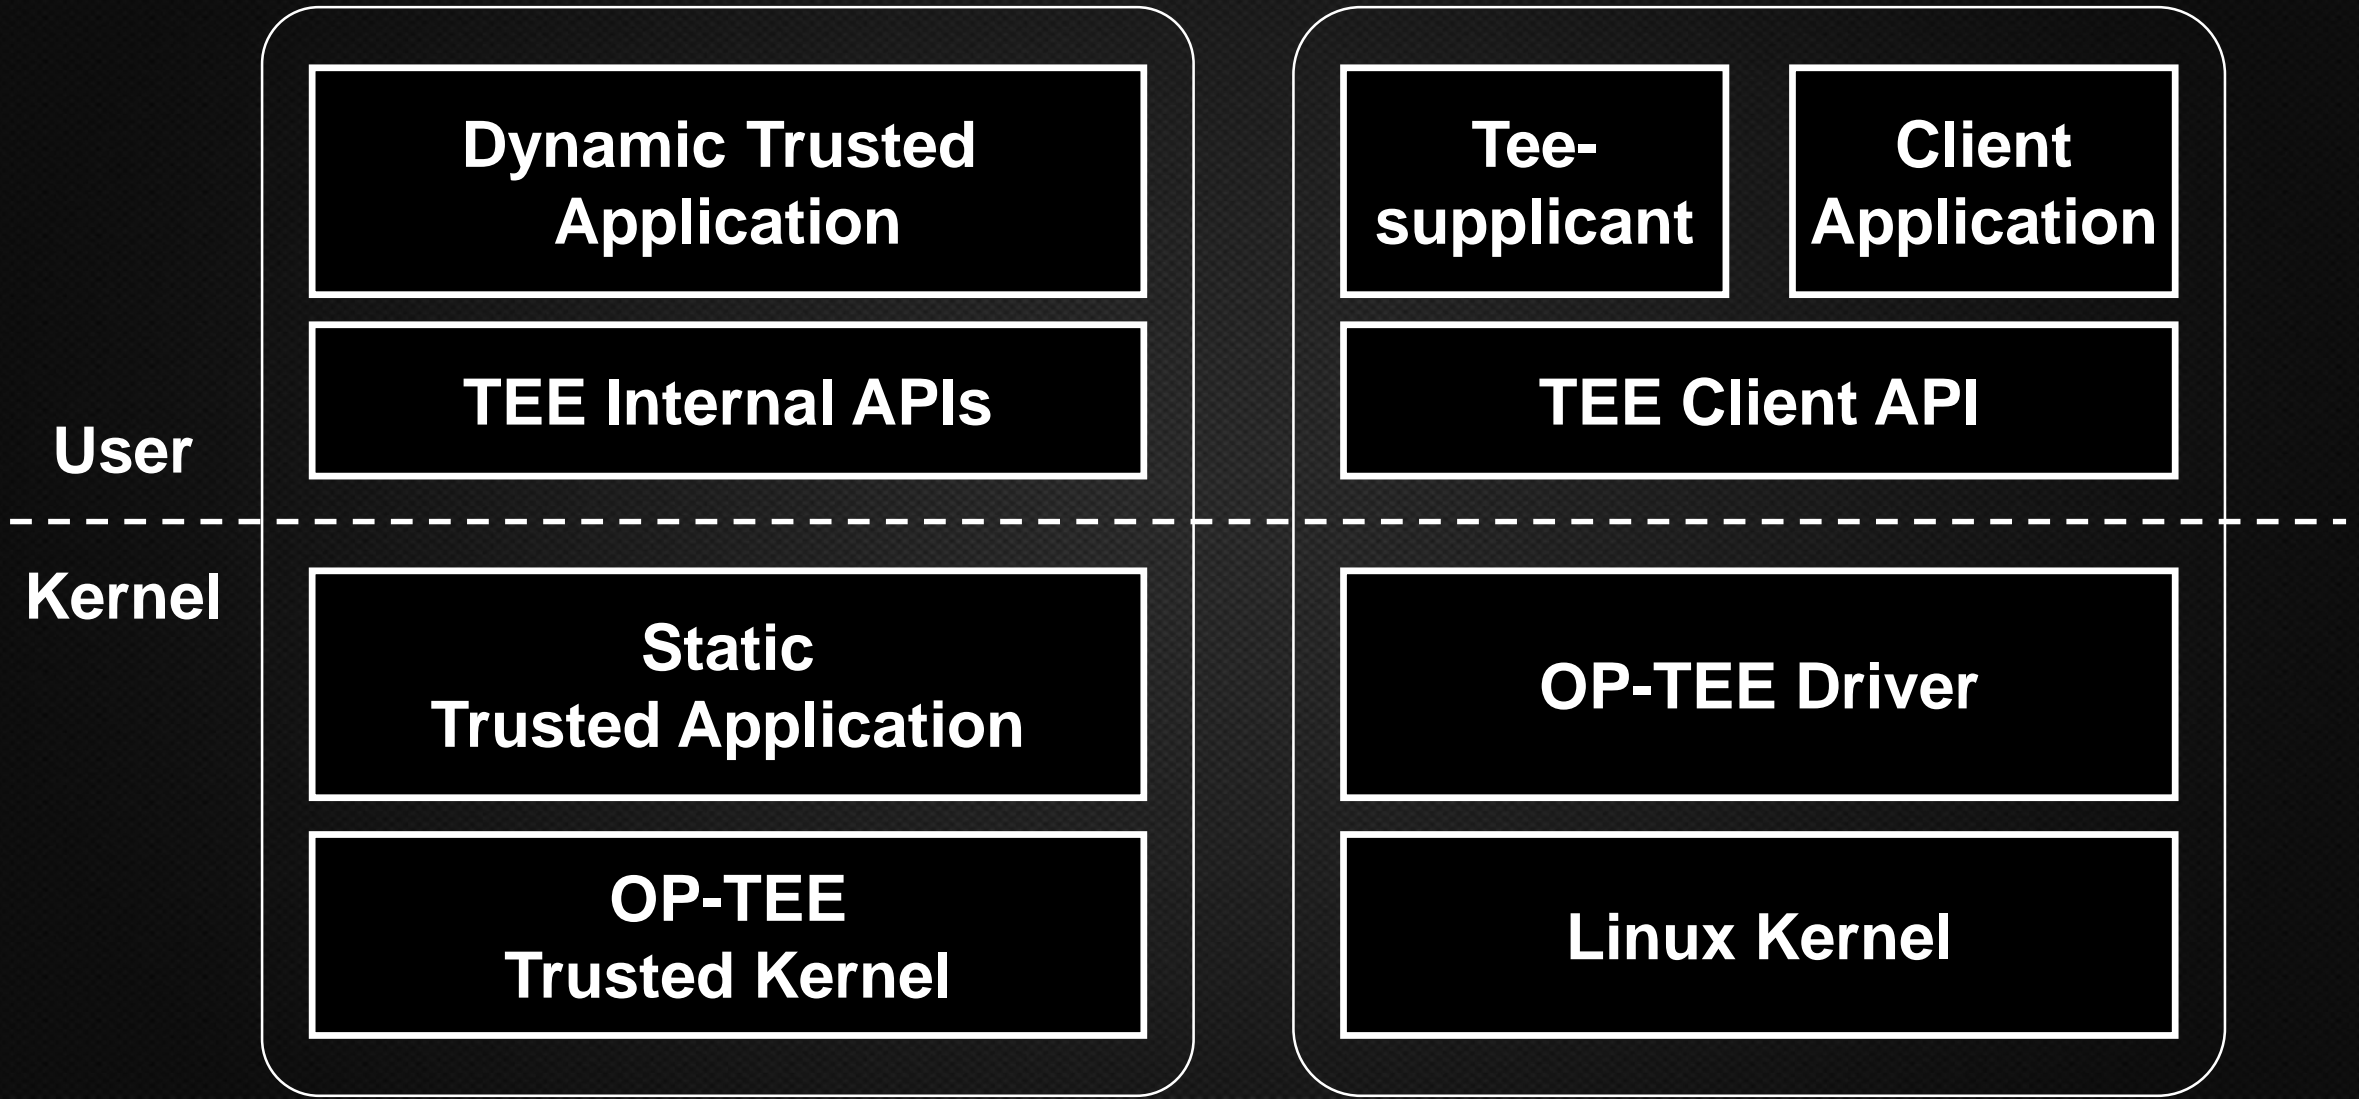 User
Kernel
Dynamic Trusted
Application
TEE Internal APIs
Static
Trusted Application
OP-TEE
Trusted Kernel
Tee-
supplicant
Client
Application
TEE Client API
OP-TEE Driver
Linux Kernel